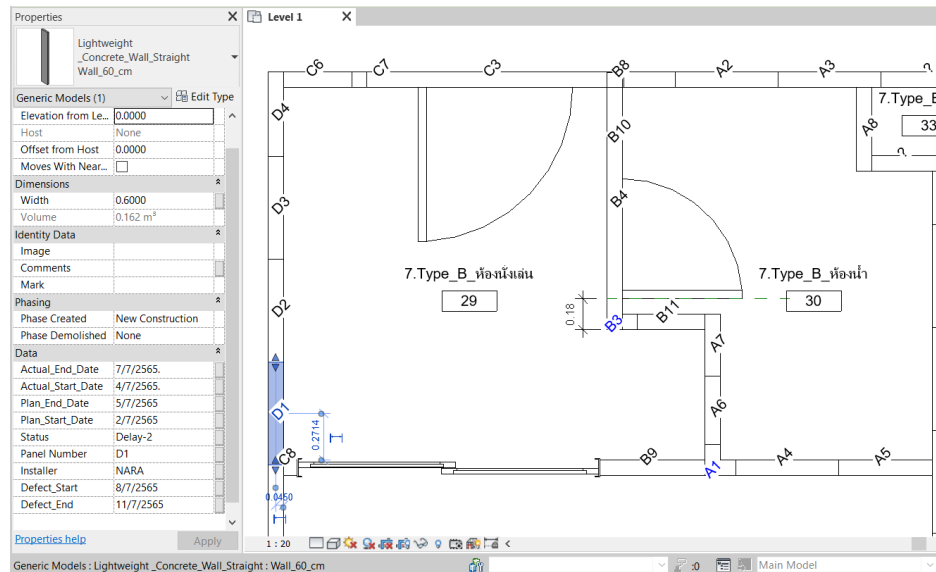 Properties
Lightweight
_Concrete_Wall_Straight
Wall_60_cm
Generic Models (1)
Edit Type
Elevation from Le... 0.0000
Host None
Offset from Host 0.0000
Moves With Near...
Dimensions
Width 0.6000
Volume 0.162 m³
Identity Data
Image
Comments
Mark
Phasing
Phase Created New Construction
Phase Demolished None
Data
Actual_End_Date 7/7/2565.
Actual_Start_Date 4/7/2565.
Plan_End_Date 5/7/2565
Plan_Start_Date 2/7/2565
Status Delay-2
Panel Number D1
Installer NARA
Defect_Start 8/7/2565
Defect_End 11/7/2565
Properties help
Apply
Level 1
C6
C7
C3
B8
A2
A3
?
D4
B10
A8
7.Type_B
33
?
D3
B4
7.Type_B_ห้องนั่งเล่น
29
7.Type_B_ห้องน้ำ
30
D2
0.18
B3
B11
A7
D1
A6
0.2714
C8
B9
A1
A4
A5
0.0450
1 : 20
Generic Models : Lightweight _Concrete_Wall_Straight : Wall_60_cm
:0
Main Model